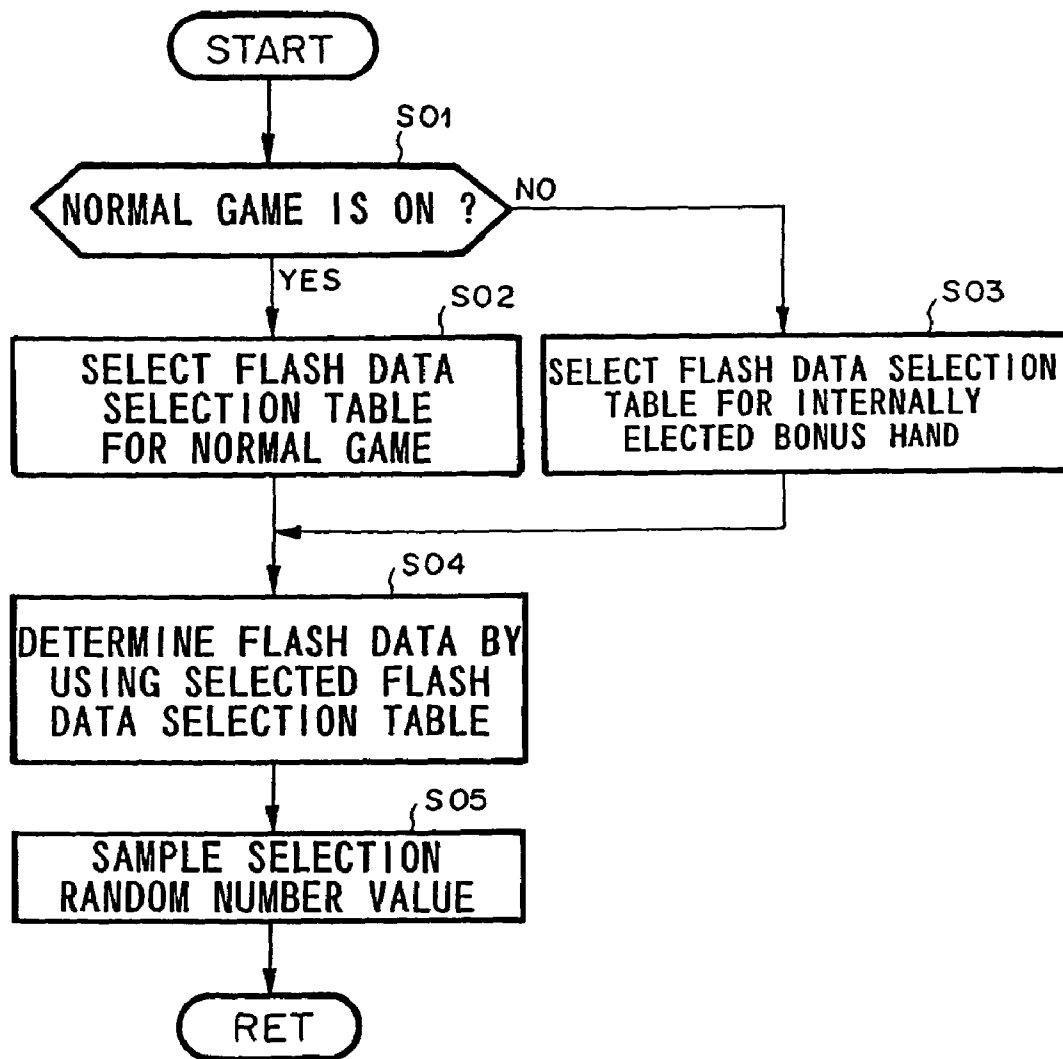 START
S01
NORMAL GAME IS ON ?
NO
YES
S02
SELECT FLASH DATA
SELECTION TABLE
FOR NORMAL GAME
S03
SELECT FLASH DATA SELECTION
TABLE FOR INTERNALLY
ELECTED BONUS HAND
S04
DETERMINE FLASH DATA BY
USING SELECTED FLASH
DATA SELECTION TABLE
S05
SAMPLE SELECTION
RANDOM NUMBER VALUE
RET